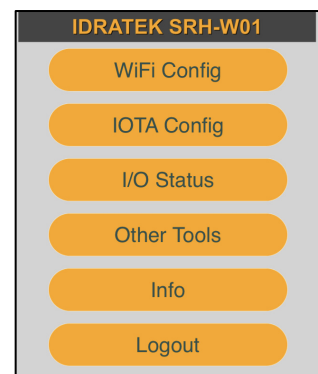 IDRATEK SRH-W01
WiFi Config
IOTA Config
I/O Status
Other Tools
Info
Logout